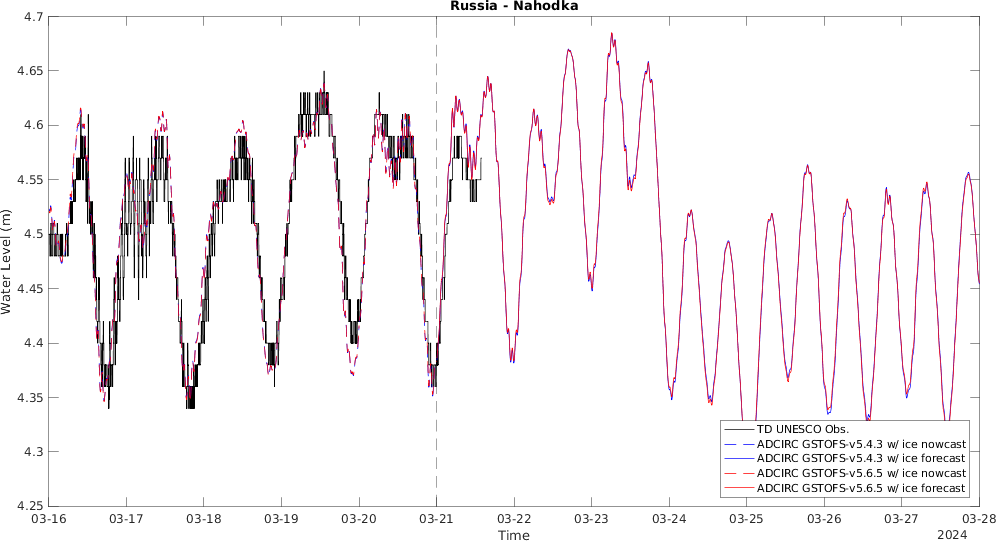 Russia - Nahodka
4.7
4.65
4.6
4.55
4.5
4.45
4.4
4.35
4.3
4.25
Water Level (m)
TD UNESCO Obs.
ADCIRC GSTOFS-v5.4.3 w/ ice nowcast
ADCIRC GSTOFS-v5.4.3 w/ ice forecast
ADCIRC GSTOFS-v5.6.5 w/ ice nowcast
ADCIRC GSTOFS-v5.6.5 w/ ice forecast
03-16 03-17 03-18 03-19 03-20 03-21 03-22 03-23 03-24 03-25 03-26 03-27 03-28
Time
2024